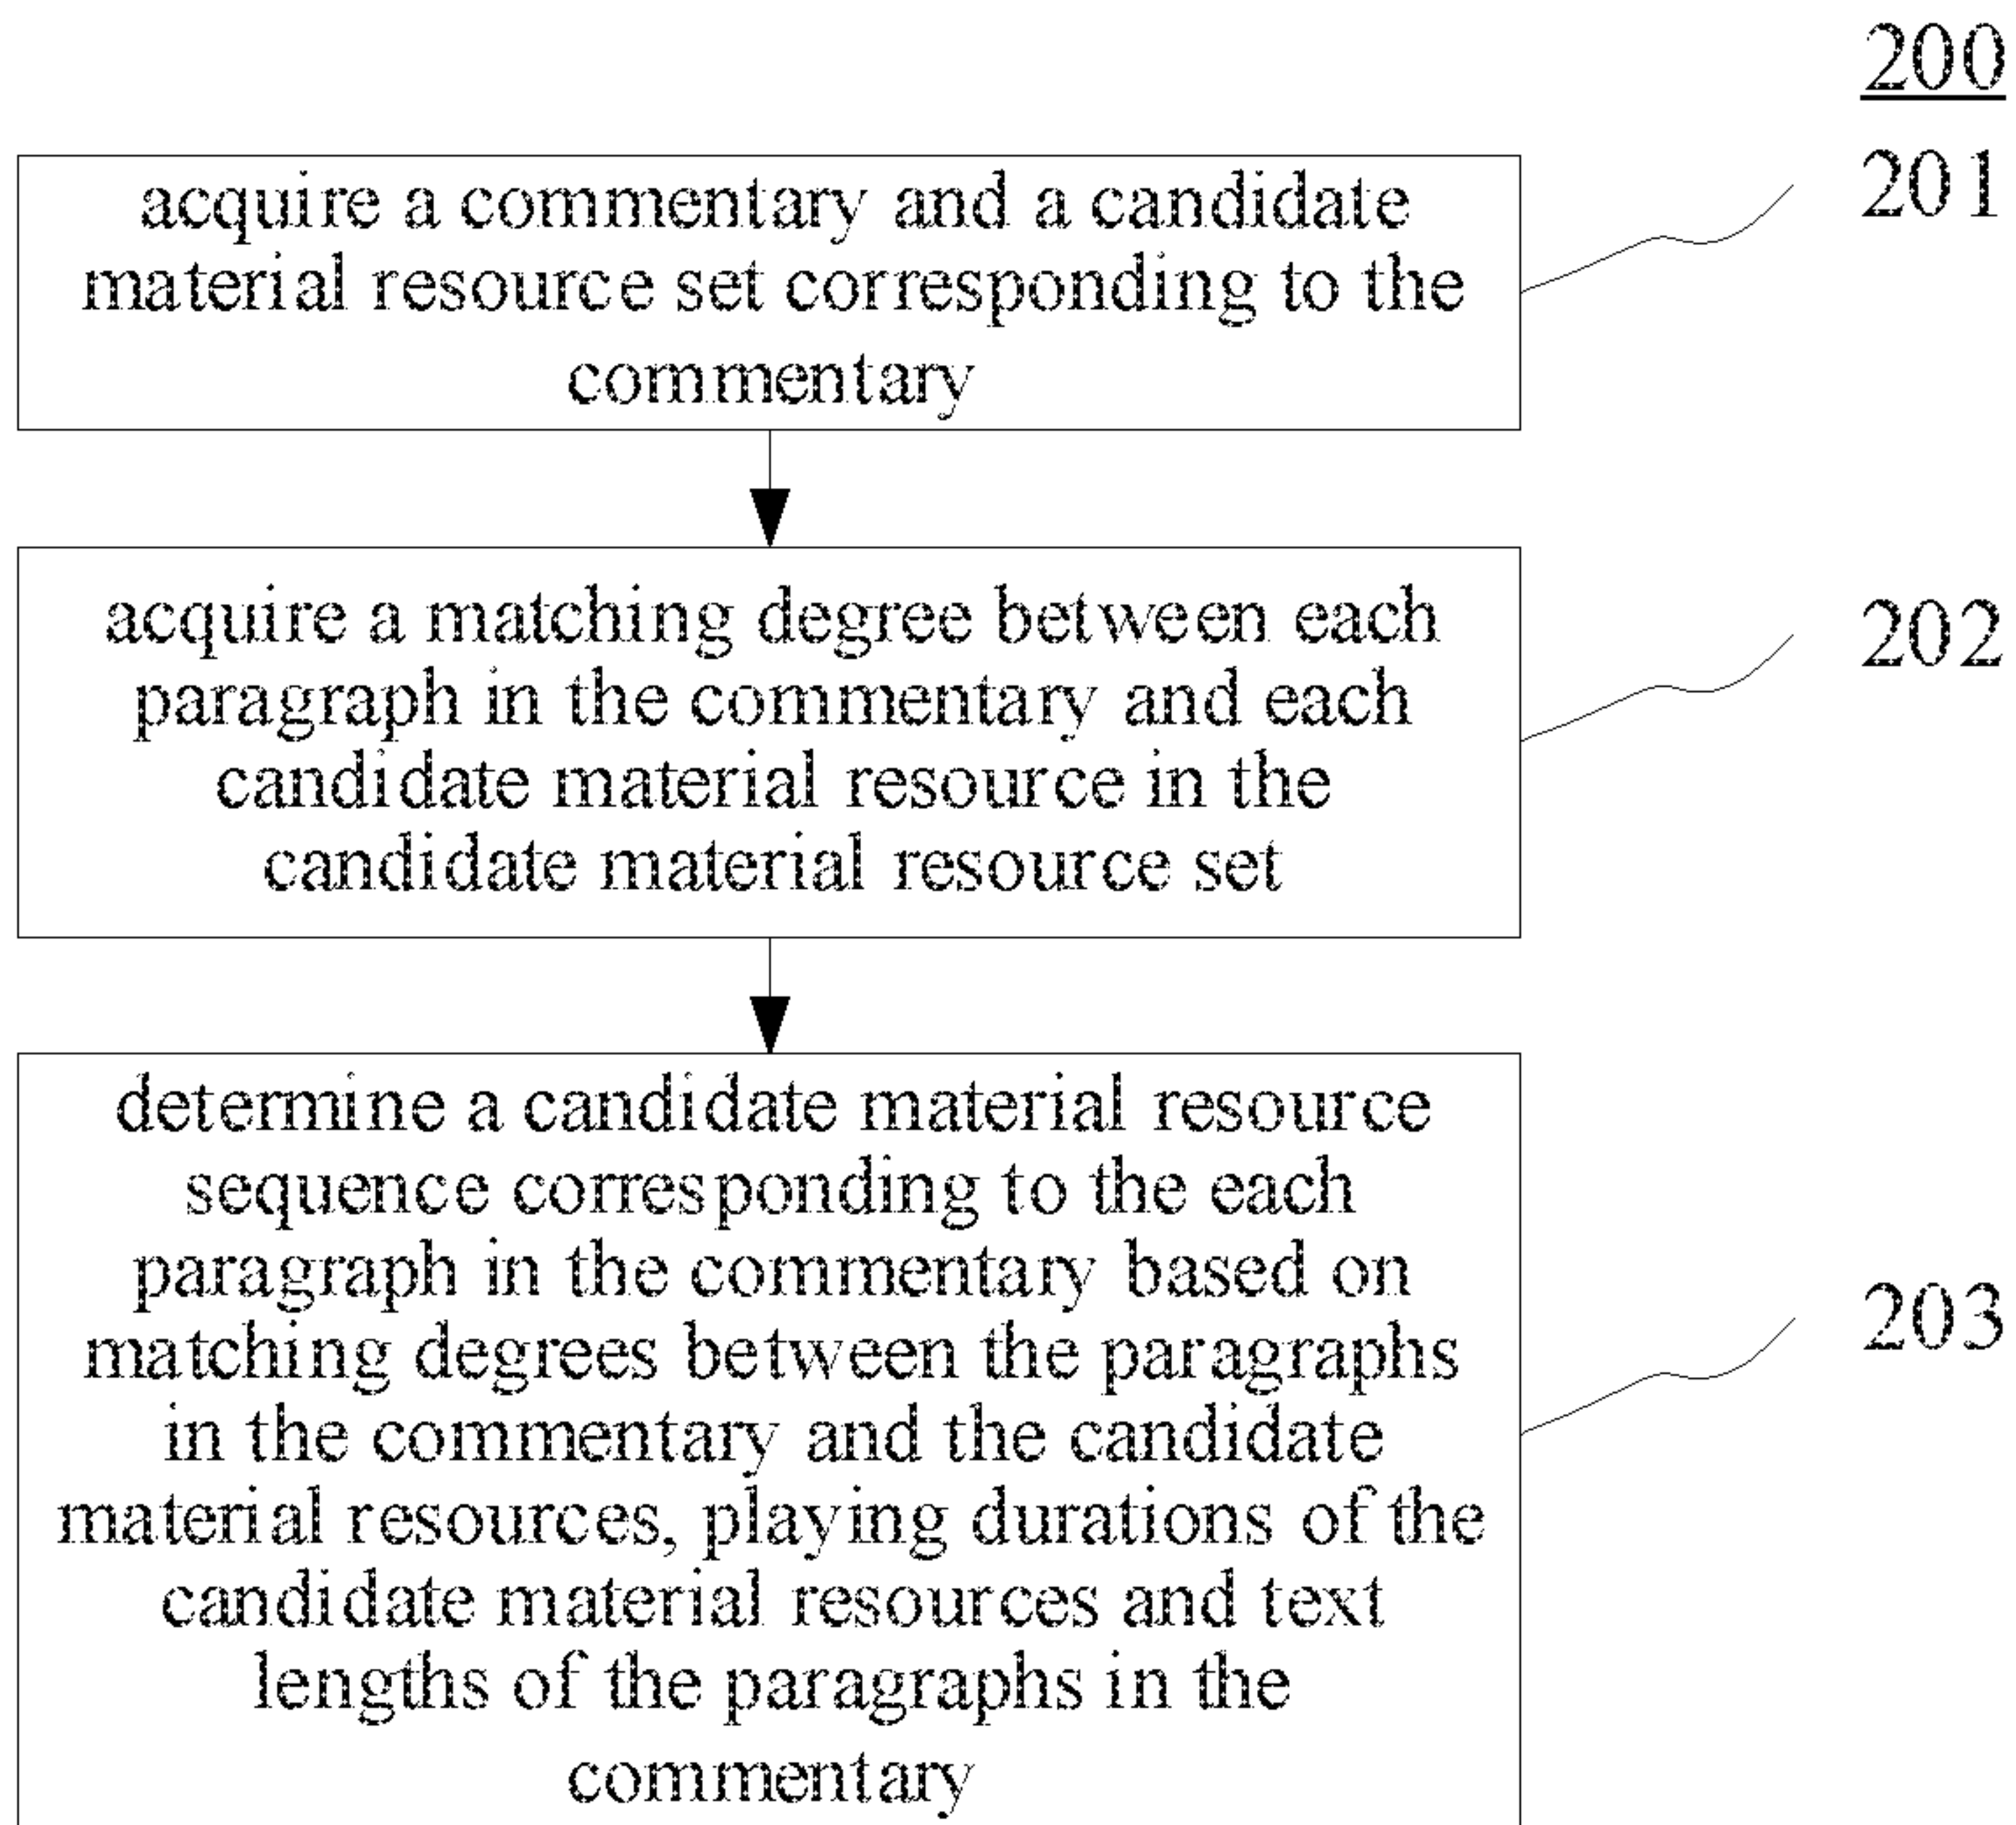 200
201
acquire a commentary and a candidate
material resource set corresponding to the
commentary
202
acquire a matching degree between each
paragraph in the commentary and each
candidate material resource in the
candidate material resource set
203
determine a candidate material resource
sequence corresponding to the each
paragraph in the commentary based on
matching degrees between the paragraphs
in the commentary and the candidate
material resources, playing durations of the
candidate material resources and text
lengths of the paragraphs in the
commentary